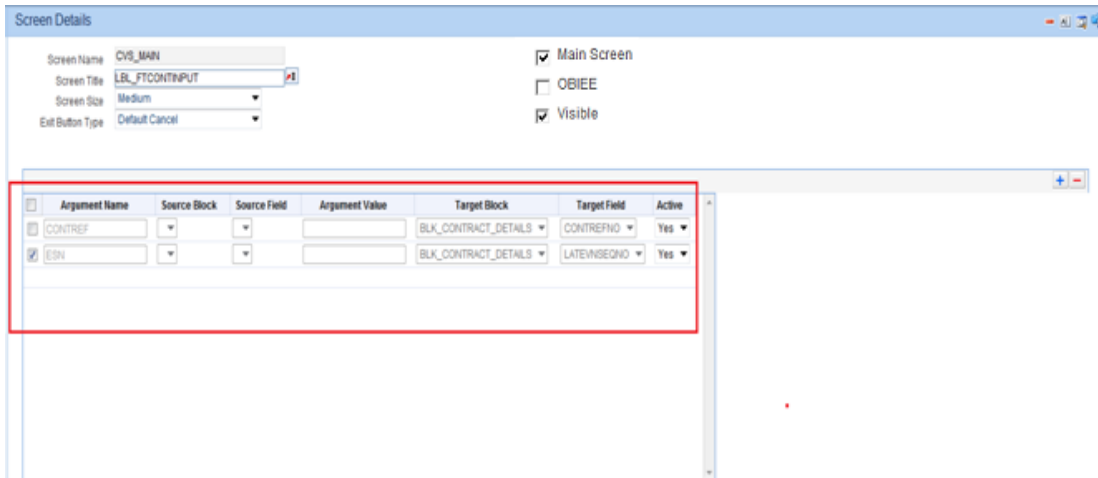 Screen Details
Screen Name CVS_MAIN
Screen Title LBL_FTCONTINPUT
Screen Size Medium
Exit Button Type Default Cancel
Main Screen
OBIEE
Visible
Argument Name Source Block Source Field Argument Value Target Block Target Field Active
CONTREF BLK_CONTRACT_DETAILS CONTREFNO Yes
ESN BLK_CONTRACT_DETAILS LATEVNSEQNO Yes